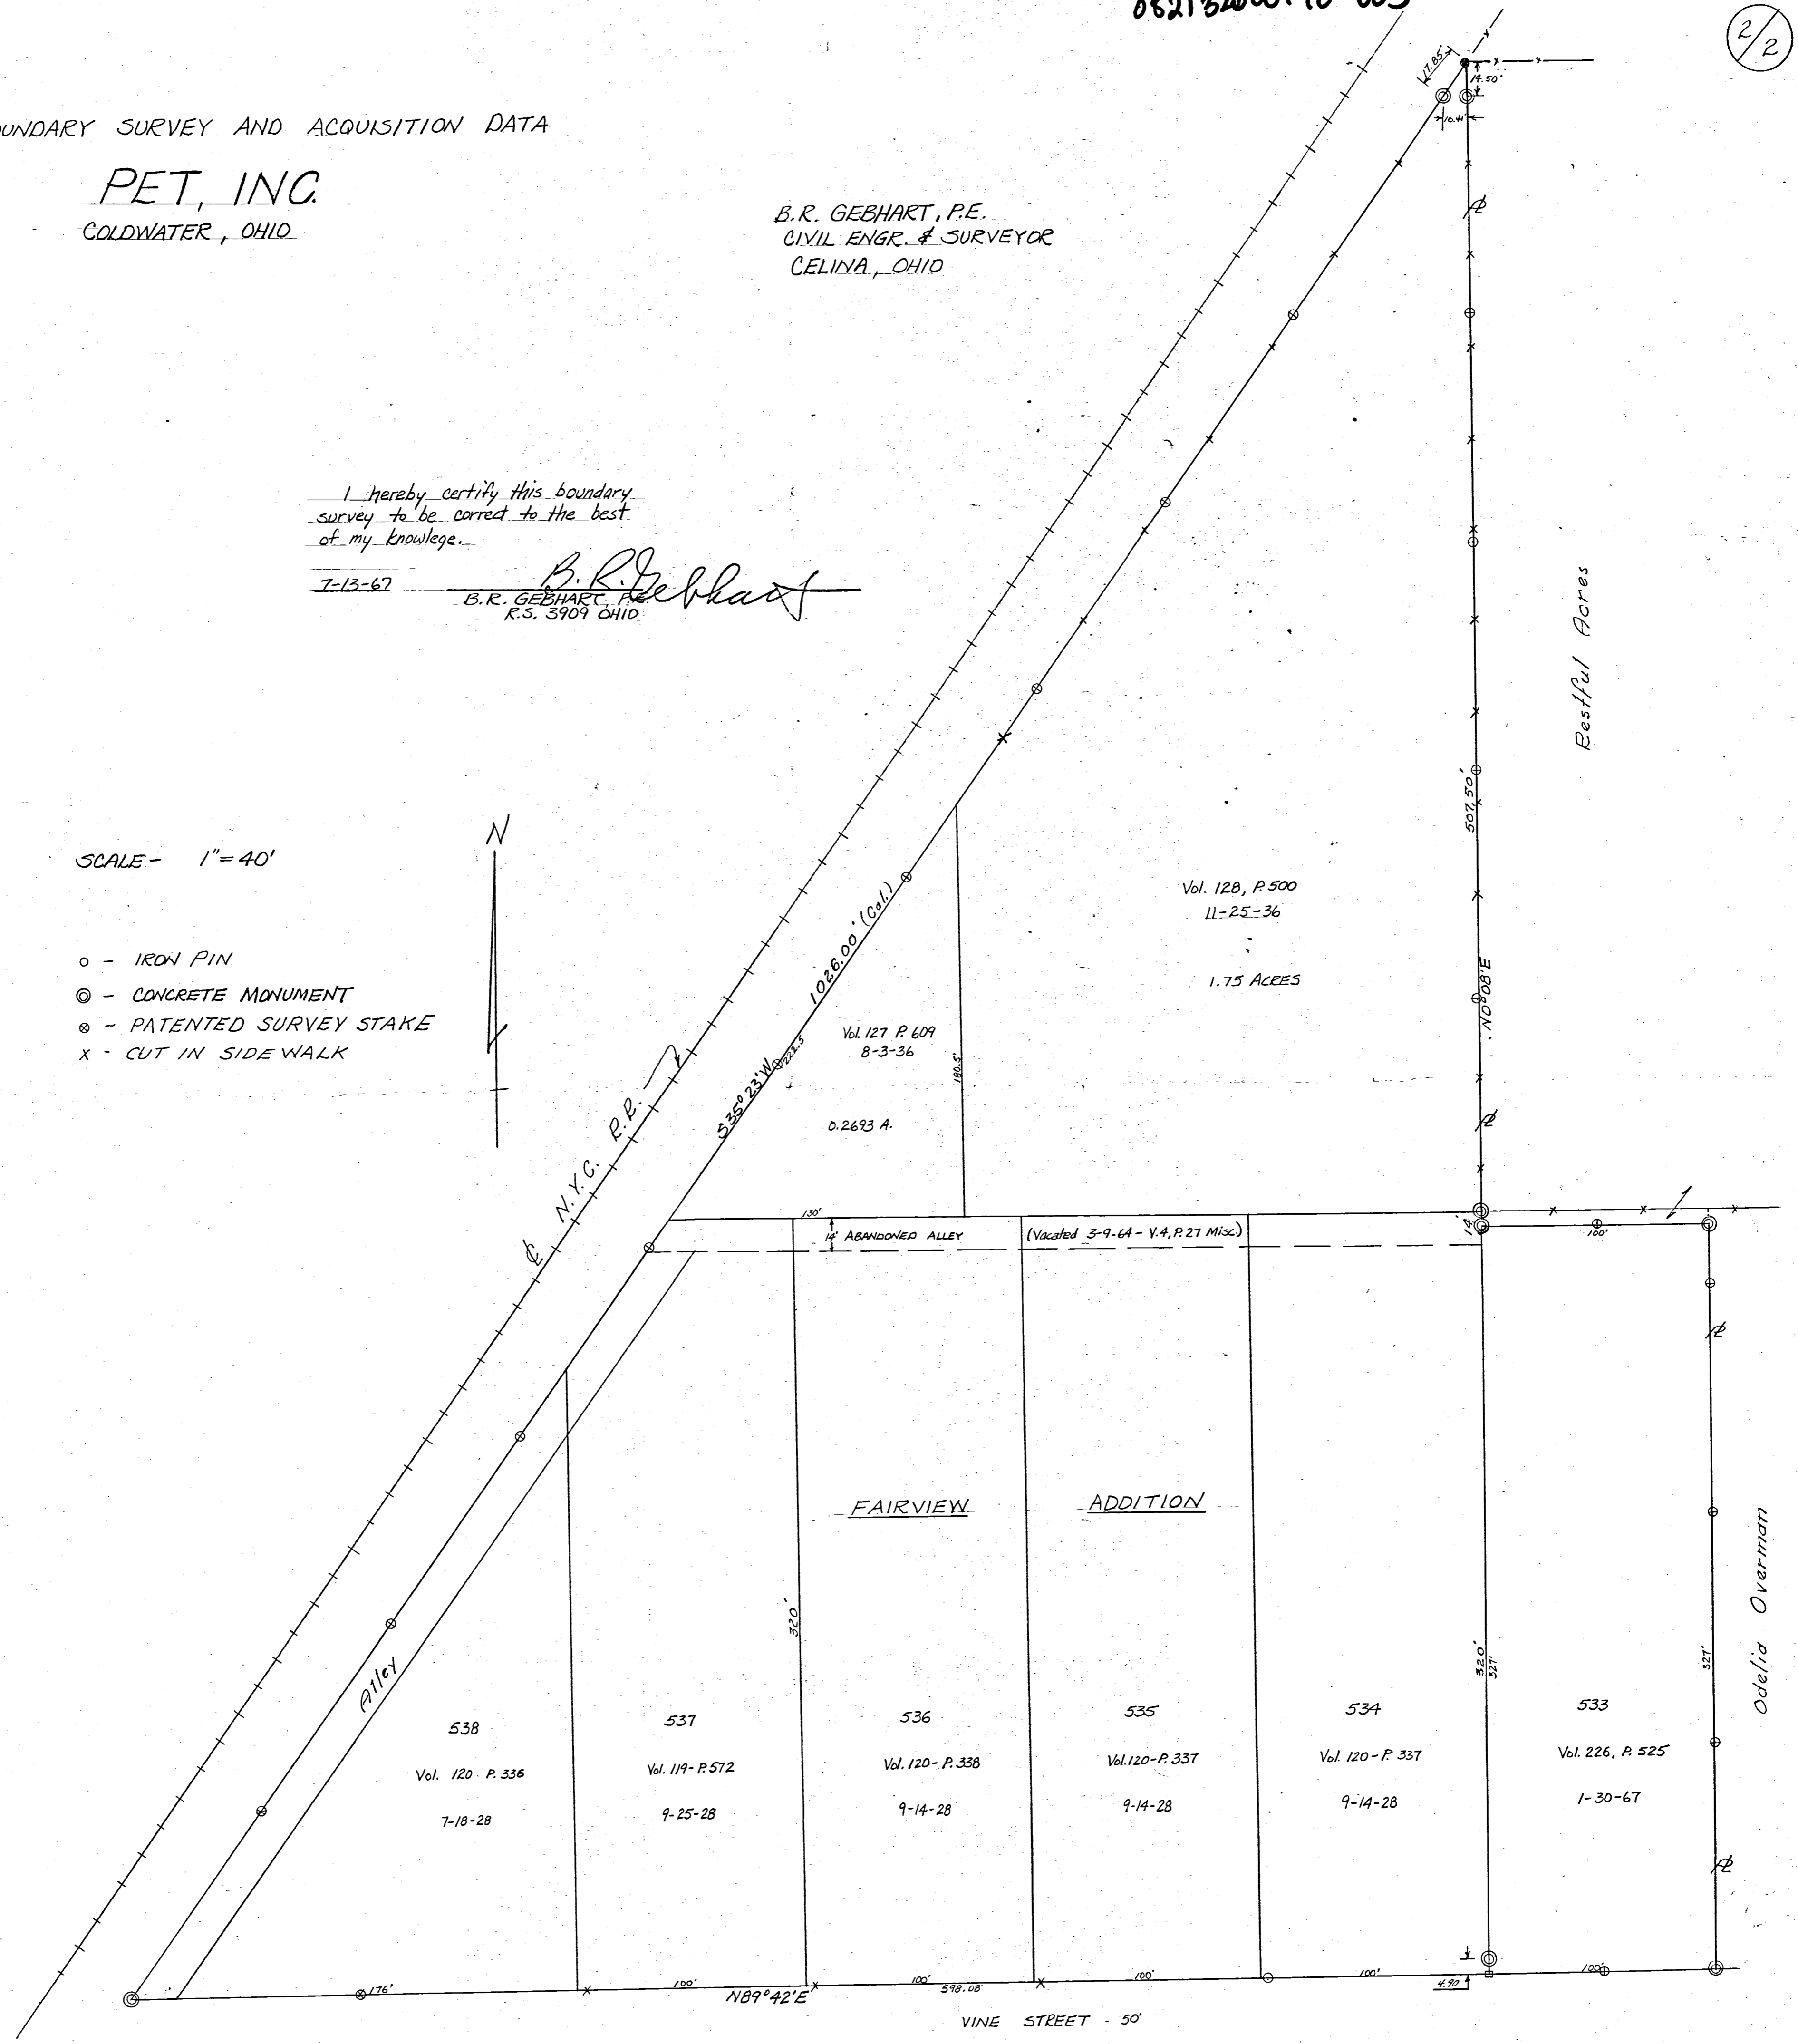 2/2
BOUNDARY SURVEY AND ACQUISITION DATA
PET, INC.
COLDWATER, OHIO
B.R. GEBHART, P.E.
CIVIL ENGR. & SURVEYOR
CELINA, OHIO
17.85'
14.50'
10.41
I hereby certify this boundary
survey to be correct to the best
of my knowlege.
7-13-67
B.R. Gebhart
B.R. GEBHART, P.E.
R.S. 3909 OHIO
Restful Acres
507.50'
N0°08'E
SCALE- 1"=40'
N
o - IRON PIN
◎ - CONCRETE MONUMENT
⊗ - PATENTED SURVEY STAKE
x - CUT IN SIDEWALK
Vol. 128, P. 500
11-25-36
1.75 ACRES
1026.00' (Cal.)
S35°23'W
222.5
Vol. 127 P. 609
8-3-36
0.2693 A.
180.5'
℄ N.Y.C. R.R.
130'
14' ABANDONED ALLEY
(Vacated 3-9-64 - V.4, P.27 Misc.)
14'
100'
FAIRVIEW ADDITION
320'
320'
327'
327'
Odelia Overman
Alley
538
Vol. 120 P. 336
7-18-28
537
Vol. 119-P.572
9-25-28
536
Vol. 120-P.338
9-14-28
535
Vol. 120-P.337
9-14-28
534
Vol. 120-P.337
9-14-28
533
Vol. 226, P. 525
1-30-67
176'
100'
100'
100'
100'
100'
N89°42'E
598.08'
4.90
VINE STREET - 50'